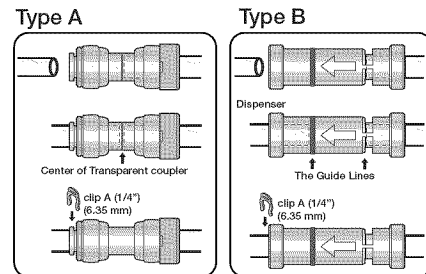 Type A
Type B
Dispenser
Center of Transparent coupler
The Guide Lines
clip A (1/4")
(6.35 mm)
clip A (1/4")
(6.35 mm)